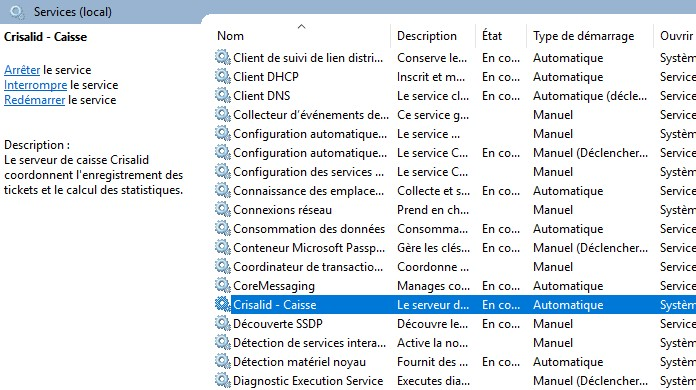 Services (local)
Crisalid - Caisse
Arrêter le service
Interrompre le service
Redémarrer le service
Description :
Le serveur de caisse Crisalid
coordonnent l'enregistrement des
tickets et le calcul des statistiques.
Nom Description État Type de démarrage Ouvrir
Client de suivi de lien distri... Conserve le... En co... Automatique Systèm
Client DHCP Inscrit et m... En co... Automatique Service
Client DNS Le service cl... En co... Automatique (décle... Service
Collecteur d'événements de... Ce service g... Manuel Service
Configuration automatique... Le service ... Manuel Systèm
Configuration automatique... Le service C... En co... Manuel (Déclencher... Systèm
Configuration des services ... Le service ... Manuel Systèm
Connaissance des emplace... Collecte et s... En co... Automatique Systèm
Connexions réseau Prend en ch... Manuel Systèm
Consommation des données Consomma... En co... Automatique Service
Conteneur Microsoft Passp... Gère les clés... En co... Manuel (Déclencher... Service
Coordinateur de transactio... Coordonne ... Manuel Service
CoreMessaging Manages co... En co... Automatique Service
Crisalid - Caisse Le serveur d... En co... Automatique Systèm
Découverte SSDP Découvre le... En co... Manuel Service
Détection de services intera... Active la no... Manuel Systèm
Détection matériel noyau Fournit des ... En co... Automatique Systèm
Diagnostic Execution Service Executes dia... Manuel (Déclencher... Systèm